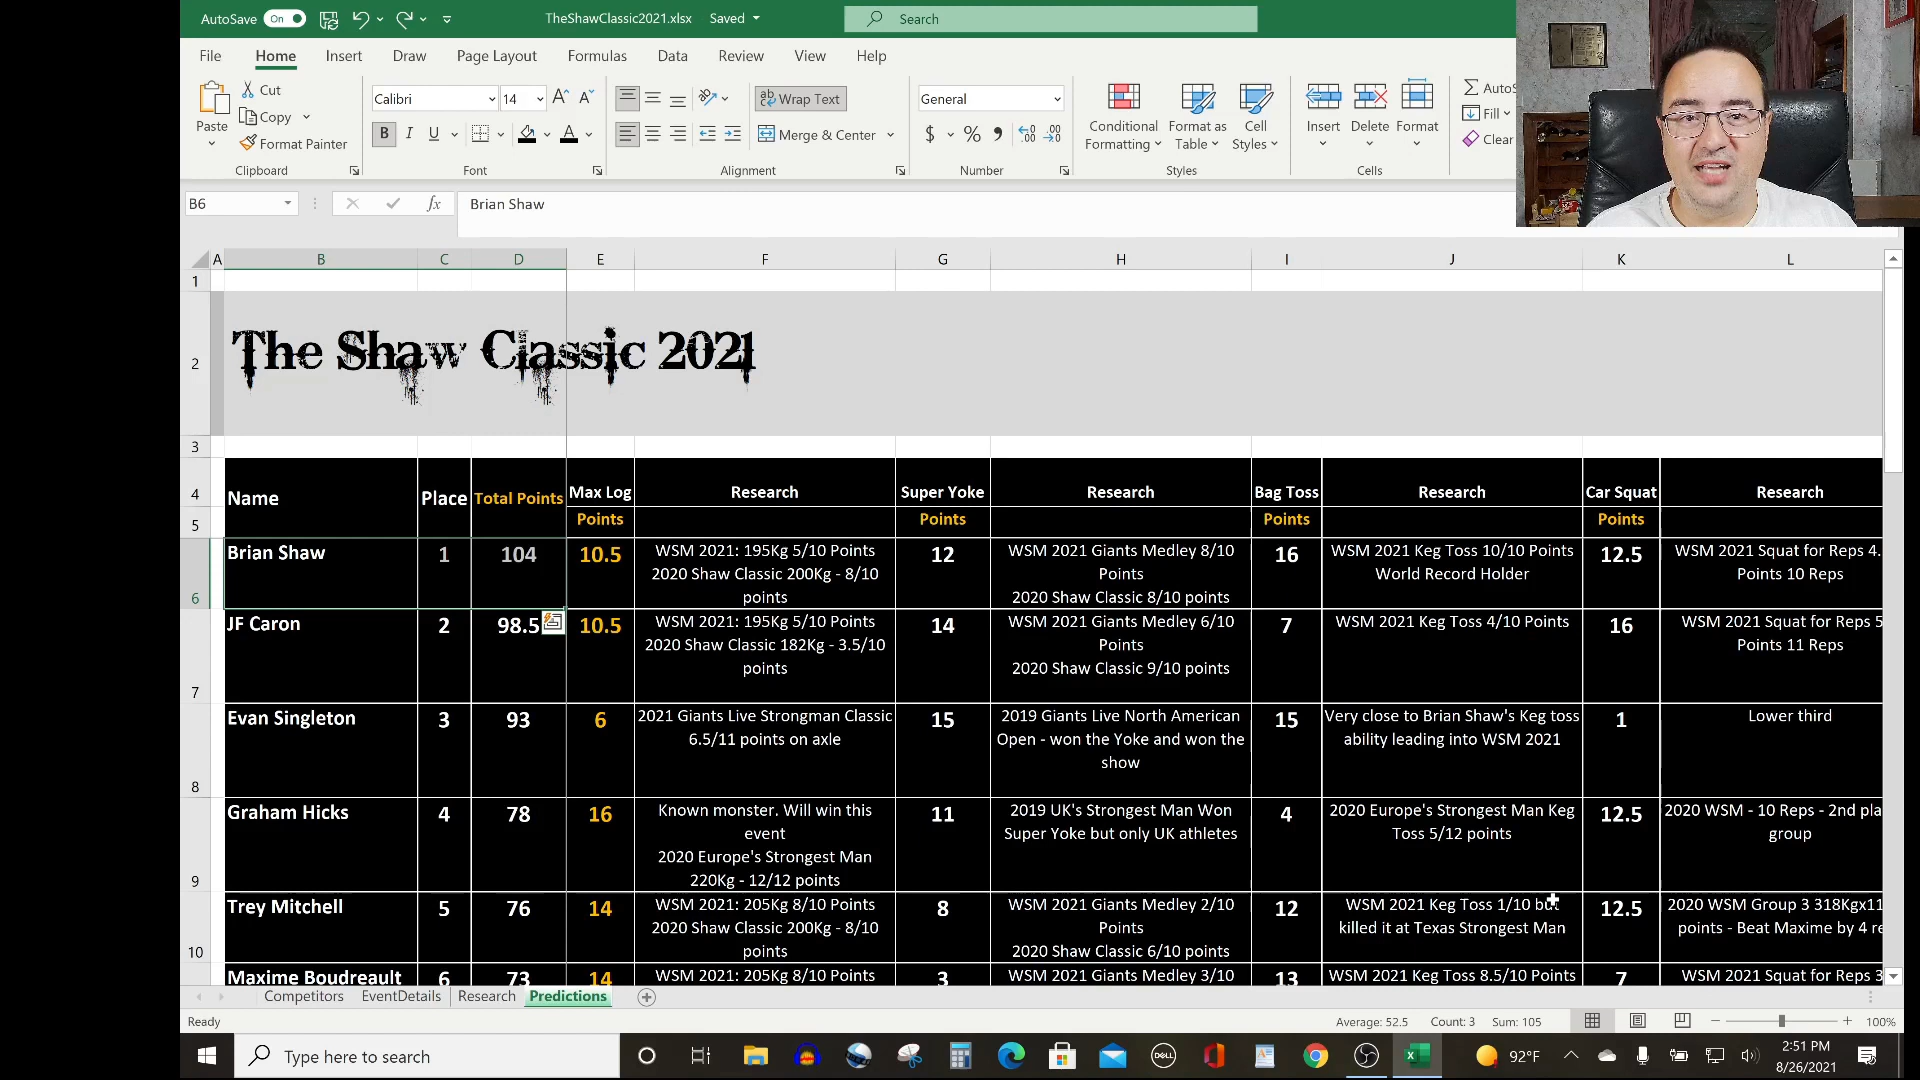 AutoSave On TheShawClassic2021.xlsx Saved Search
File Home Insert Draw Page Layout Formulas Data Review View Help
Paste Cut Copy Format Painter
Calibri 14 Wrap Text General
B I U Merge & Center $ % 9
Conditional Formatting Format as Table Cell Styles Insert Delete Format Fill Clear
Clipboard Font Alignment Number Styles Cells
B6 fx Brian Shaw
A B C D E F G H I J K L
1
2 The Shaw Classic 2021
3
4 Name Place Total Points Max Log Research Super Yoke Research Bag Toss Research Car Squat Research
5 Points Points Points Points
6 Brian Shaw 1 104 10.5 WSM 2021: 195Kg 5/10 Points 12 WSM 2021 Giants Medley 8/10 16 WSM 2021 Keg Toss 10/10 Points 12.5 WSM 2021 Squat for Reps 4.
2020 Shaw Classic 200Kg - 8/10 Points World Record Holder Points 10 Reps
points 2020 Shaw Classic 8/10 points
7 JF Caron 2 98.5 10.5 WSM 2021: 195Kg 5/10 Points 14 WSM 2021 Giants Medley 6/10 7 WSM 2021 Keg Toss 4/10 Points 16 WSM 2021 Squat for Reps 5
2020 Shaw Classic 182Kg - 3.5/10 Points Points 11 Reps
points 2020 Shaw Classic 9/10 points
8 Evan Singleton 3 93 6 2021 Giants Live Strongman Classic 15 2019 Giants Live North American 15 Very close to Brian Shaw's Keg toss 1 Lower third
6.5/11 points on axle Open - won the Yoke and won the ability leading into WSM 2021
show
9 Graham Hicks 4 78 16 Known monster. Will win this 11 2019 UK's Strongest Man Won 4 2020 Europe's Strongest Man Keg 12.5 2020 WSM - 10 Reps - 2nd pla
event Super Yoke but only UK athletes Toss 5/12 points group
2020 Europe's Strongest Man
220Kg - 12/12 points
10 Trey Mitchell 5 76 14 WSM 2021: 205Kg 8/10 Points 8 WSM 2021 Giants Medley 2/10 12 WSM 2021 Keg Toss 1/10 but 12.5 2020 WSM Group 3 318Kgx11
2020 Shaw Classic 200Kg - 8/10 Points killed it at Texas Strongest Man points - Beat Maxime by 4 re
points 2020 Shaw Classic 6/10 points
Maxime Boudreault 6 73 14 WSM 2021: 205Kg 8/10 Points 3 WSM 2021 Giants Medley 3/10 13 WSM 2021 Keg Toss 8.5/10 Points 7 WSM 2021 Squat for Reps 3
Competitors EventDetails Research Predictions
Ready Average: 52.5 Count: 3 Sum: 105 100%
Type here to search DELL 92°F 2:51 PM
8/26/2021